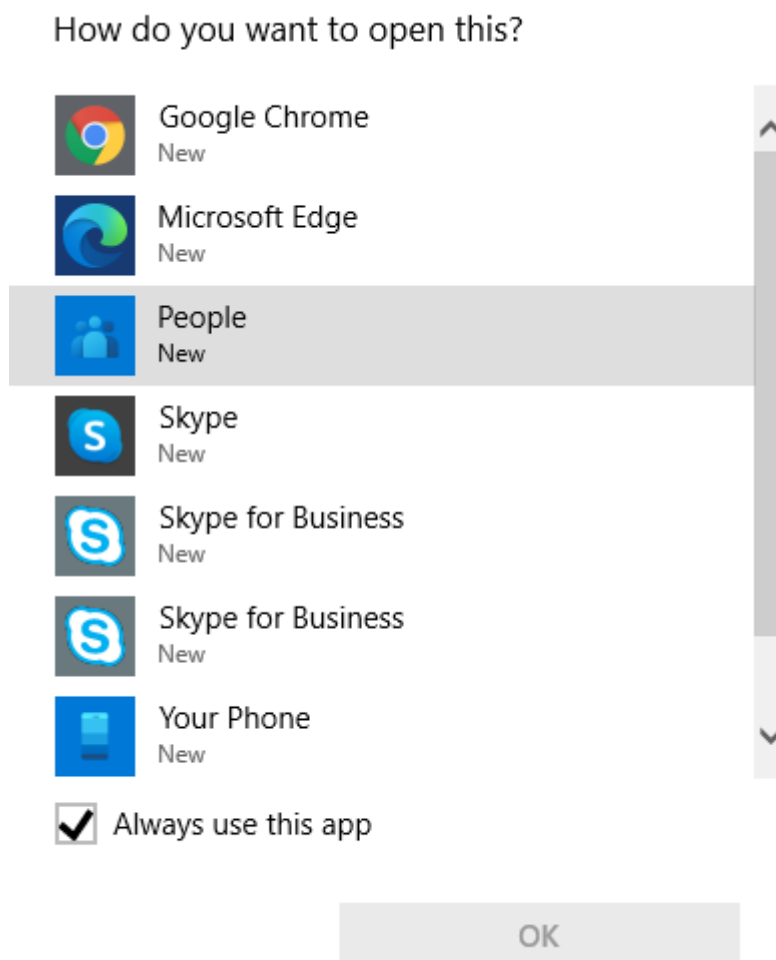 How do you want to open this?
Google Chrome
New
Microsoft Edge
New
People
New
Skype
New
Skype for Business
New
Skype for Business
New
Your Phone
New
Always use this app
OK